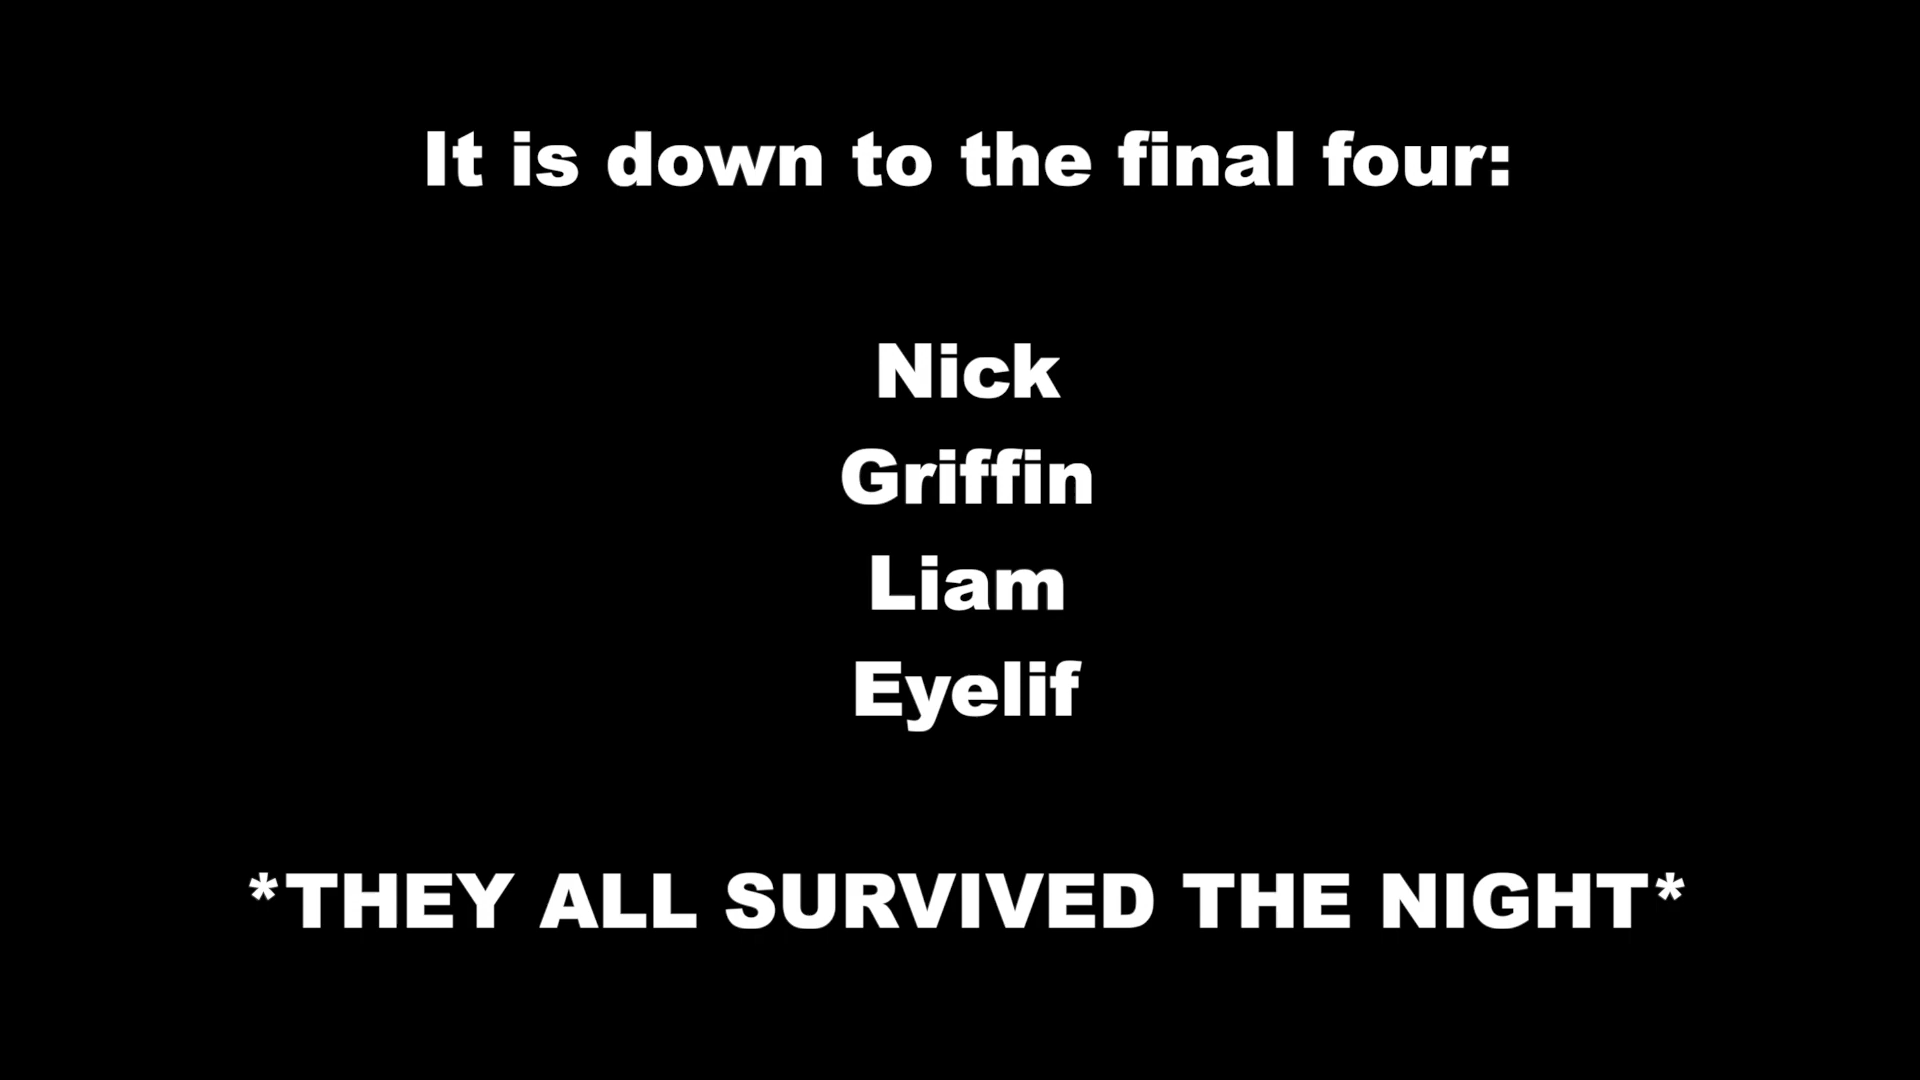 It is down to the final four:
Nick
Griffin
Liam
Eyelif
*THEY ALL SURVIVED THE NIGHT*